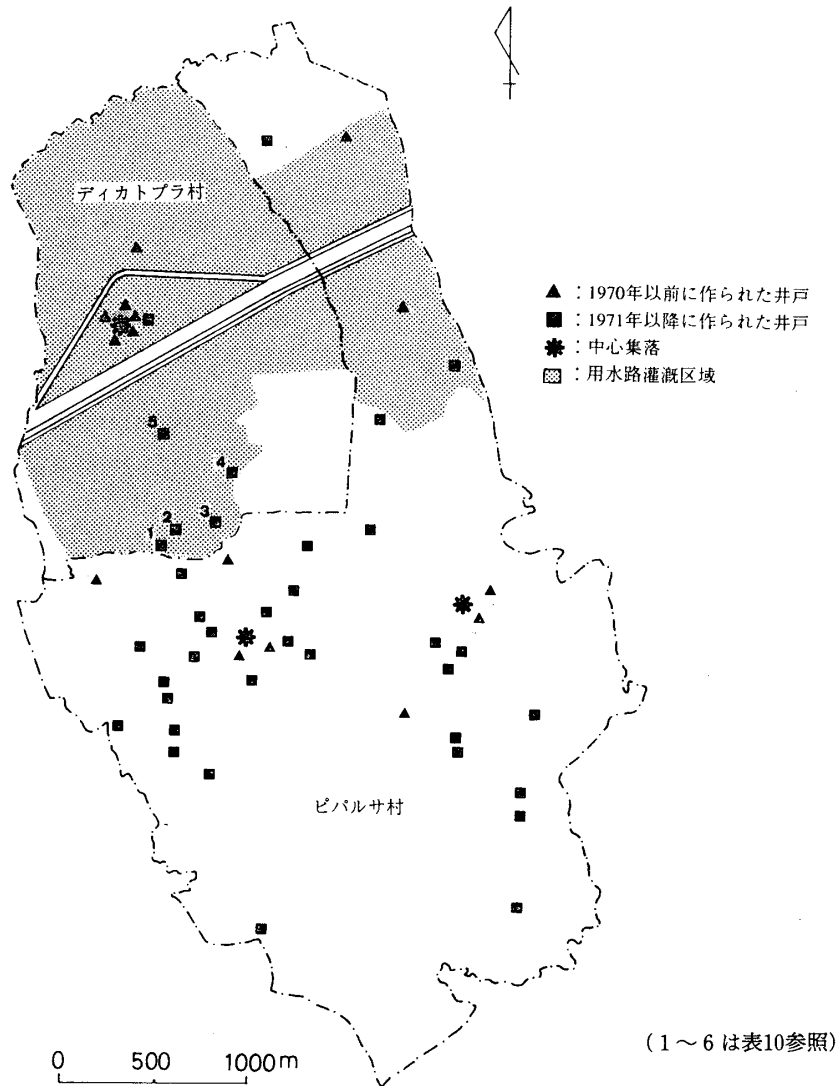 ディカトプラ村
▲：1970年以前に作られた井戸
■：1971年以降に作られた井戸
：中心集落
：用水路灌漑区域
5
4
3
2
1
ピパルサ村
(1～6は表10参照)
0 500 1000m